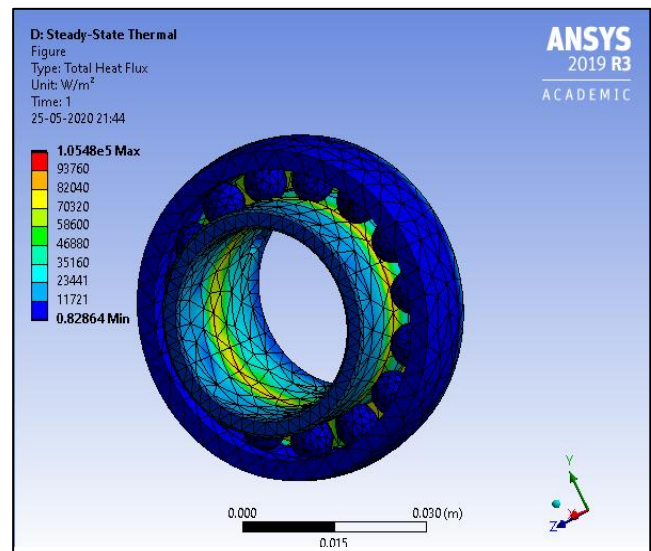 D: Steady-State Thermal
Figure
Type: Total Heat Flux
Unit: W/m²
Time: 1
25-05-2020 21:44
1.0548e5 Max
93760
82040
70320
58600
46880
35160
23441
11721
0.82864 Min
ANSYS
2019 R3
ACADEMIC
0.000
0.030 (m)
0.015
Y
X
Z